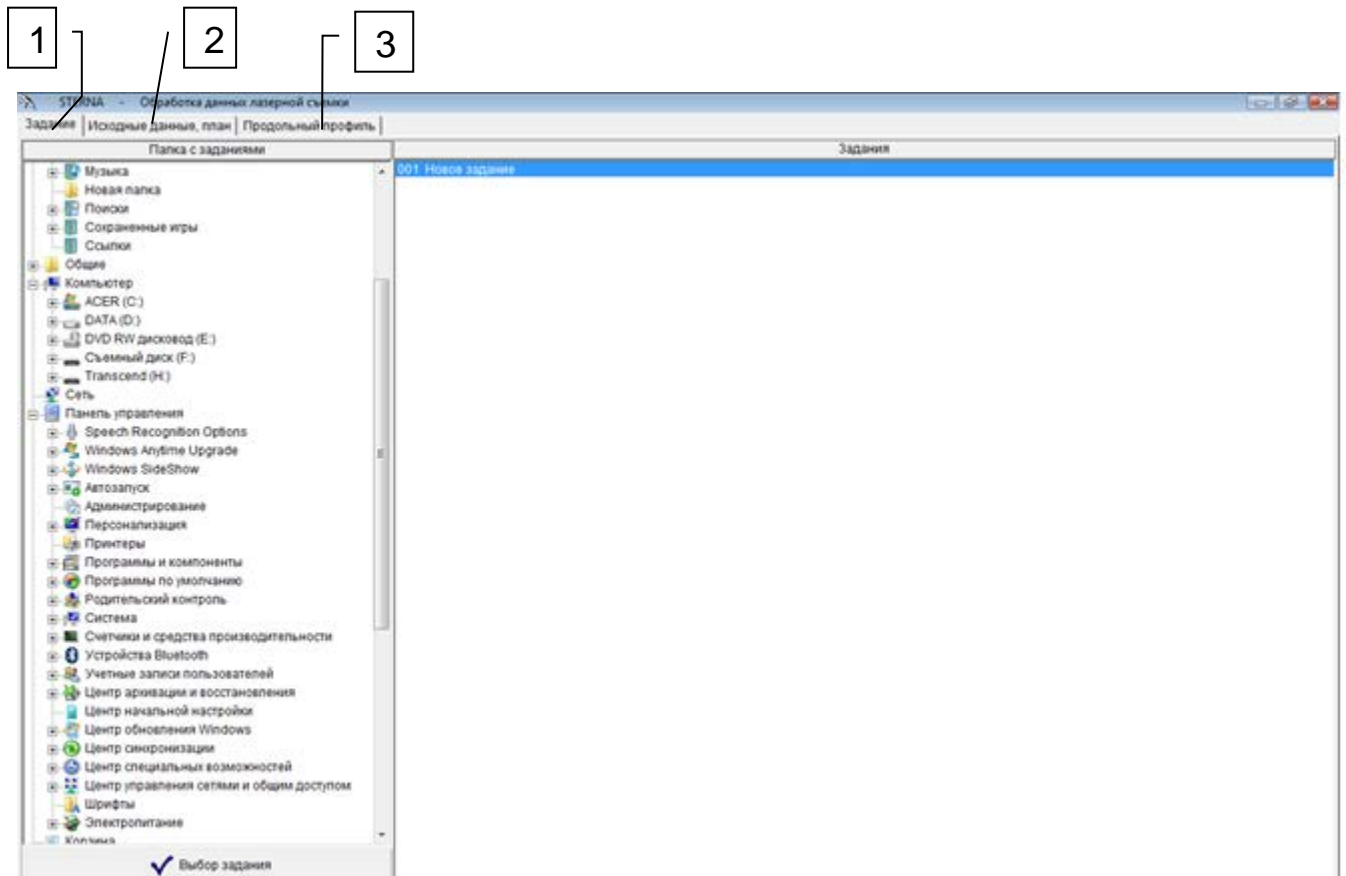 1 2 3
STERNA - Обработка данных лазерной съемки
Задание Исходные данные, план Продольный профиль
Папка с заданиями Задания
Музыка 001 Новое задание
Новая папка
Поиски
Сохраненные игры
Ссылки
Общие
Компьютер
ACER (C:)
DATA (D:)
DVD RW дисковод (E:)
Съемный диск (F:)
Transcend (H:)
Сеть
Панель управления
Speech Recognition Options
Windows Anytime Upgrade
Windows SideShow
Автозапуск
Администрирование
Персонализация
Принтеры
Программы и компоненты
Программы по умолчанию
Родительский контроль
Система
Счетчики и средства производительности
Устройства Bluetooth
Учетные записи пользователей
Центр архивации и восстановления
Центр начальной настройки
Центр обновления Windows
Центр синхронизации
Центр специальных возможностей
Центр управления сетями и общим доступом
Шрифты
Электропитание
Корзина
Выбор задания